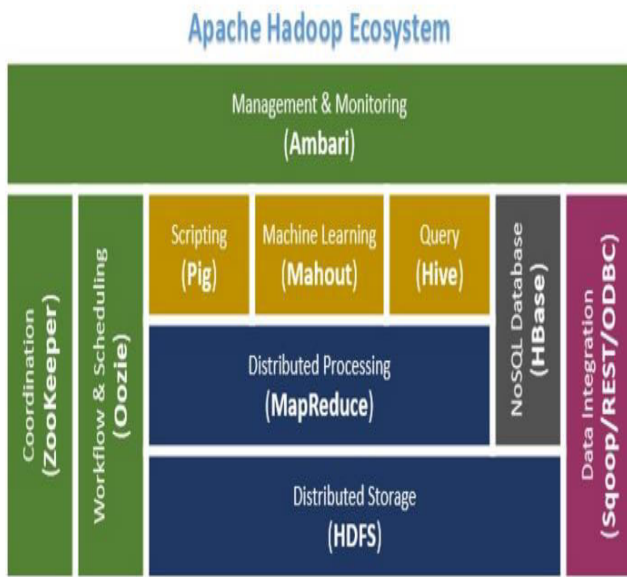 Apache Hadoop Ecosystem
Management & Monitoring
(Ambari)
Coordination
(ZooKeeper)
Workflow & Scheduling
(Oozie)
Scripting
(Pig)
Machine Learning
(Mahout)
Query
(Hive)
Distributed Processing
(MapReduce)
Distributed Storage
(HDFS)
NoSQL Database
(HBase)
Data Integration
(Sqoop/REST/ODBC)